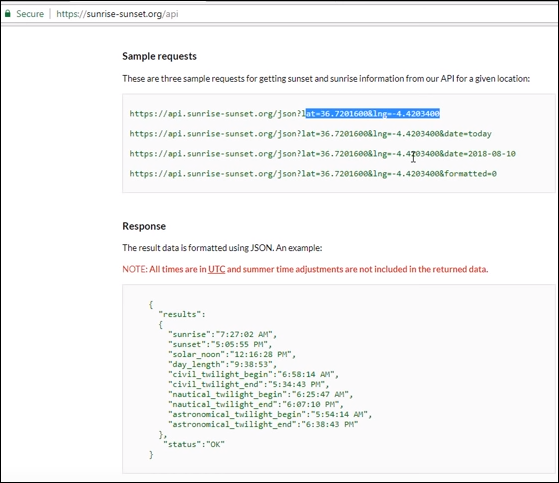 Secure https://sunrise-sunset.org/api
Sample requests
These are three sample requests for getting sunset and sunrise information from our API for a given location:
https://api.sunrise-sunset.org/json?lat=36.7201600&lng=-4.4203400
https://api.sunrise-sunset.org/json?lat=36.7201600&lng=-4.4203400&date=today
https://api.sunrise-sunset.org/json?lat=36.7201600&lng=-4.4203400&date=2018-08-10
https://api.sunrise-sunset.org/json?lat=36.7201600&lng=-4.4203400&formatted=0
Response
The result data is formatted using JSON. An example:
NOTE: All times are in UTC and summer time adjustments are not included in the returned data.
{
"results":
{
"sunrise":"7:27:02 AM",
"sunset":"5:05:55 PM",
"solar_noon":"12:16:28 PM",
"day_length":"9:38:53",
"civil_twilight_begin":"6:58:14 AM",
"civil_twilight_end":"5:34:43 PM",
"nautical_twilight_begin":"6:25:47 AM",
"nautical_twilight_end":"6:07:10 PM",
"astronomical_twilight_begin":"5:54:14 AM",
"astronomical_twilight_end":"6:38:43 PM"
},
"status":"OK"
}